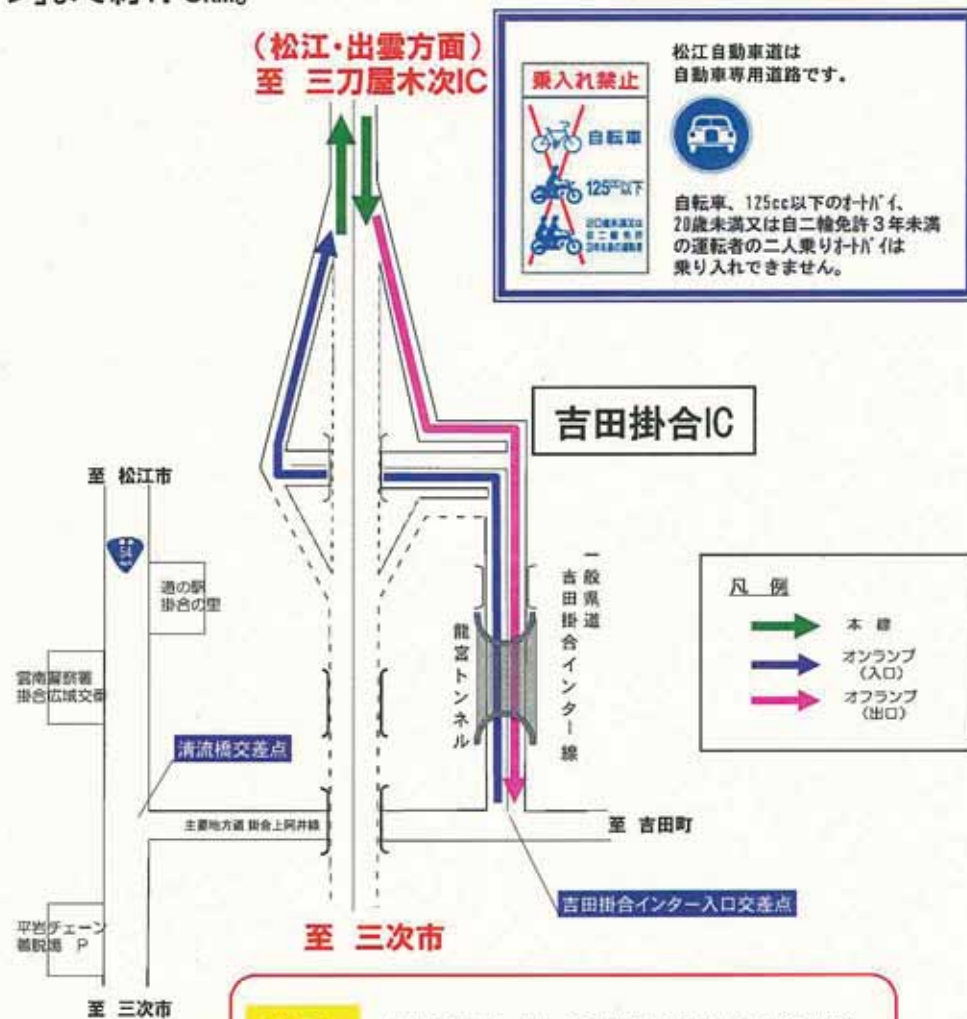 (松江・出雲方面)
至 三刀屋木次IC
乗入れ禁止
自転車
125cc以下
松江自動車道は
自動車専用道路です。
自転車、125cc以下のオートバイ、
20歳未満又は自二輪免許3年未満
の運転者の二人乗りオートバイは
乗り入れできません。
吉田掛合IC
至 松江市
54
道の駅
掛合の里
雲南警察署
掛合広域交番
清流橋交差点
主要地方道 掛合上阿井線
龍宮トンネル
一般県道
吉田掛合インター線
凡 例
本 線
オンランプ
(入口)
オフランプ
(出口)
至 吉田町
吉田掛合インター入口交差点
平岩チェーン
着脱場 P
至 三次市
至 三次市